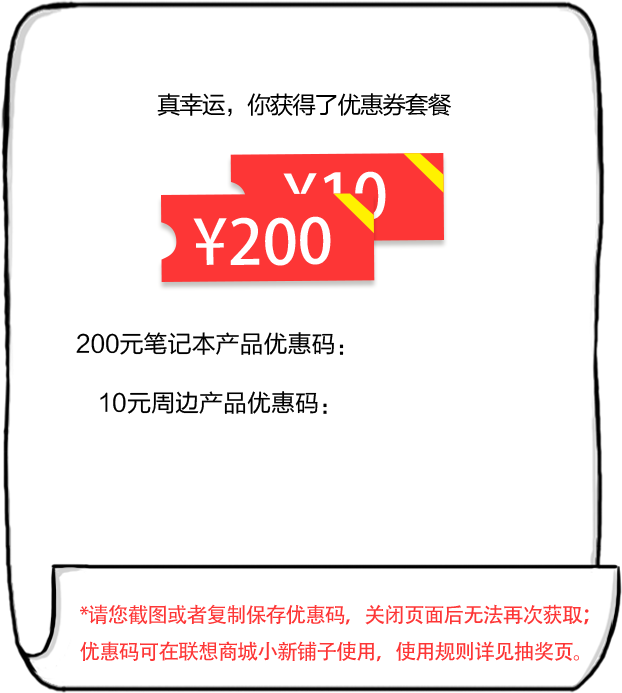 真幸运，你获得了优惠券套餐
¥10
¥200
200元笔记本产品优惠码：
10元周边产品优惠码：
*请您截图或者复制保存优惠码，关闭页面后无法再次获取；
优惠码可在联想商城小新铺子使用，使用规则详见抽奖页。